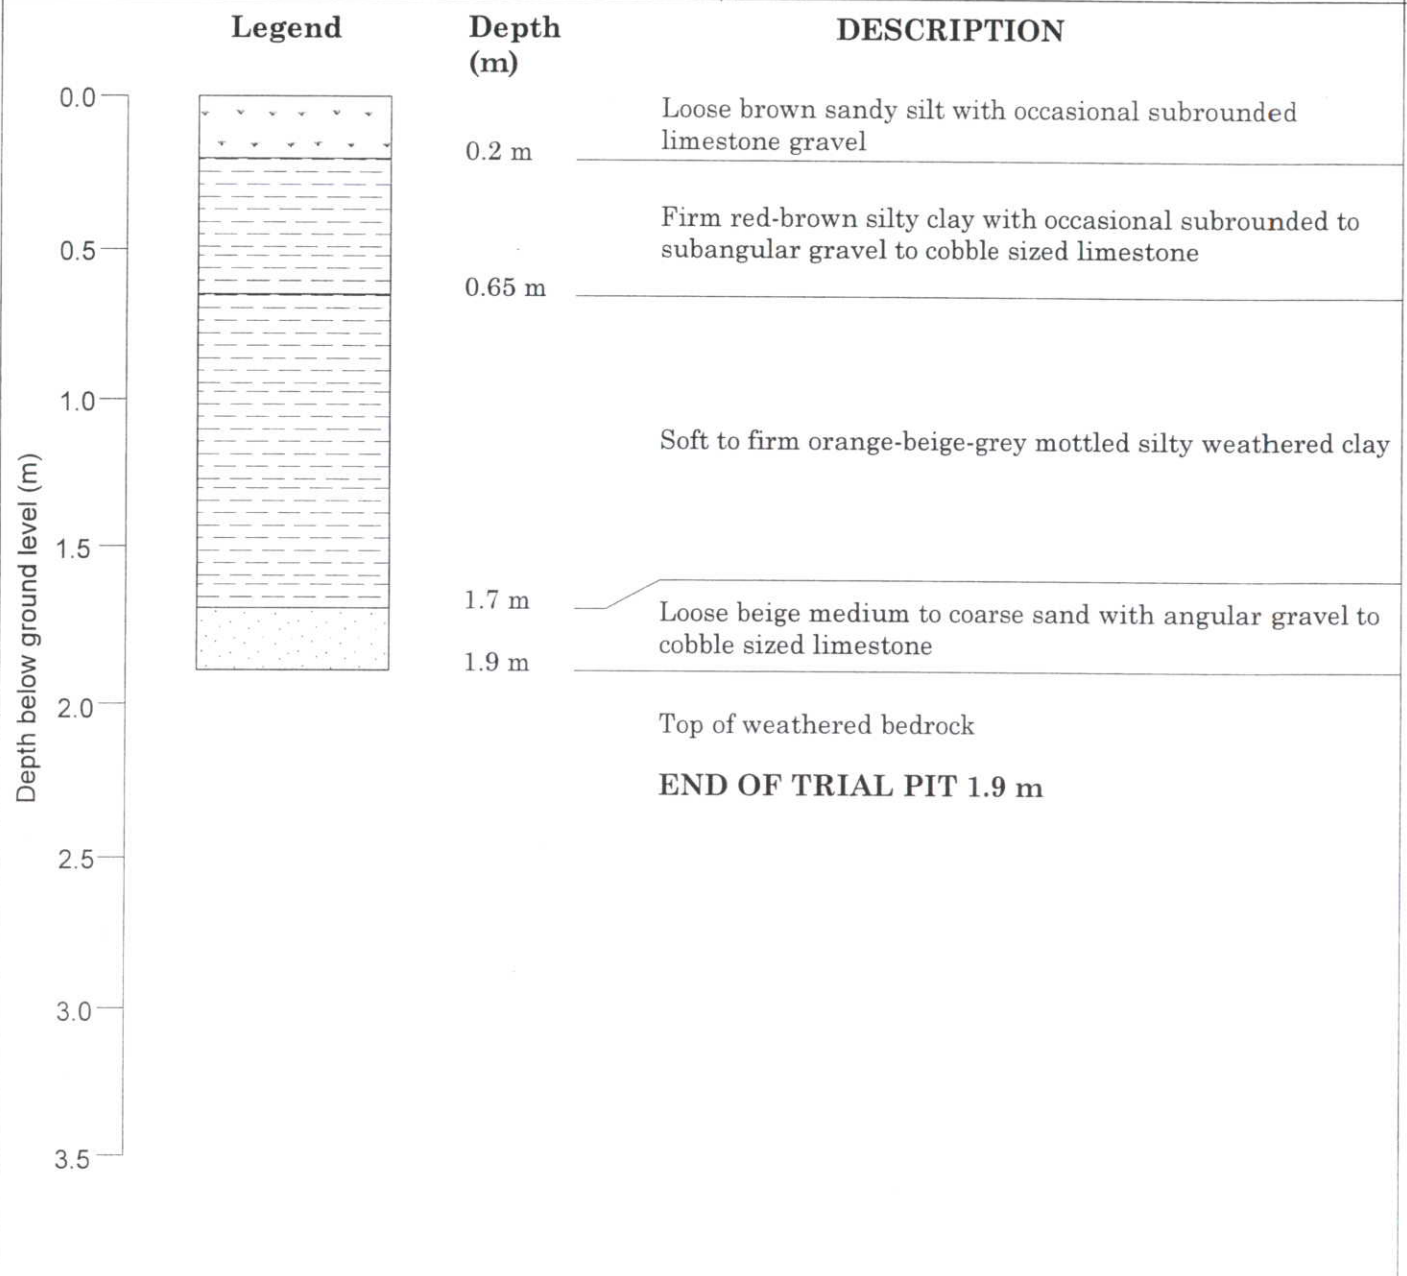 Legend
Depth
(m)
DESCRIPTION
0.0
Loose brown sandy silt with occasional subrounded
limestone gravel
0.2 m
Firm red-brown silty clay with occasional subrounded to
subangular gravel to cobble sized limestone
0.5
0.65 m
1.0
Soft to firm orange-beige-grey mottled silty weathered clay
1.5
1.7 m
Loose beige medium to coarse sand with angular gravel to
cobble sized limestone
1.9 m
2.0
Top of weathered bedrock
END OF TRIAL PIT 1.9 m
2.5
3.0
3.5
Depth below ground level (m)